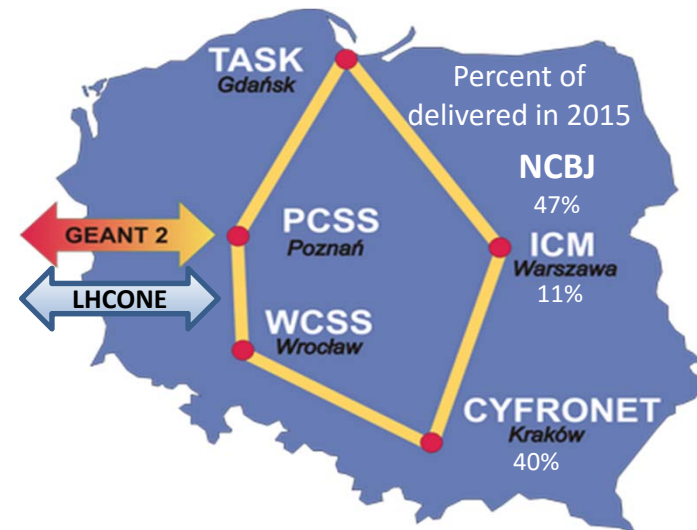 TASK
Gdańsk
Percent of
delivered in 2015
NCBJ
47%
GEANT 2
PCSS
Poznań
ICM
Warszawa
11%
LHCONE
WCSS
Wrocław
CYFRONET
Kraków
40%